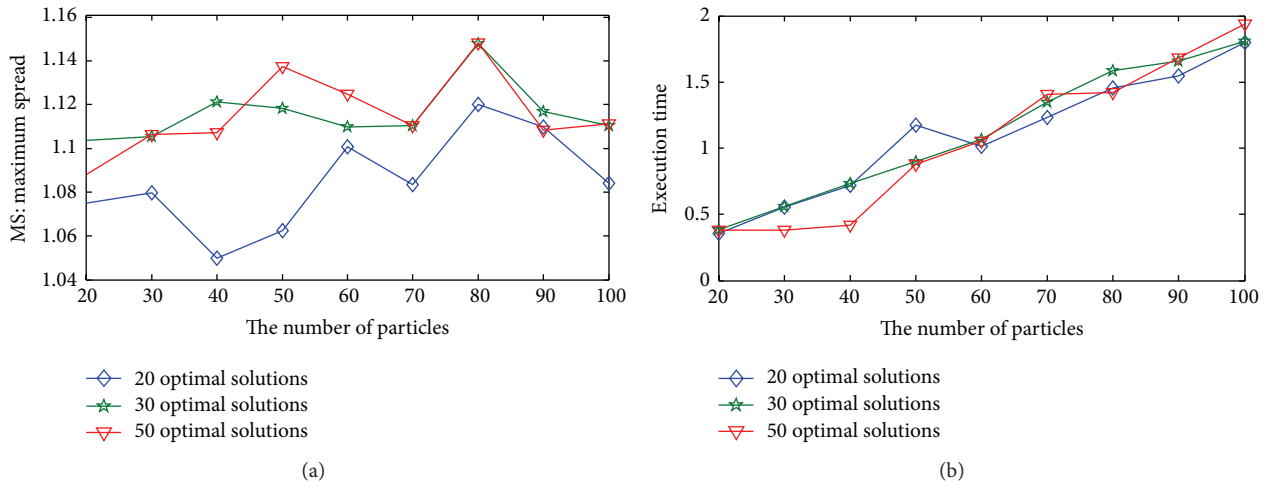 1.16
1.14
1.12
1.1
1.08
1.06
1.04
MS: maximum spread
20 30 40 50 60 70 80 90 100
The number of particles
20 optimal solutions
30 optimal solutions
50 optimal solutions
(a)
2
1.5
1
0.5
0
Execution time
20 30 40 50 60 70 80 90 100
The number of particles
20 optimal solutions
30 optimal solutions
50 optimal solutions
(b)